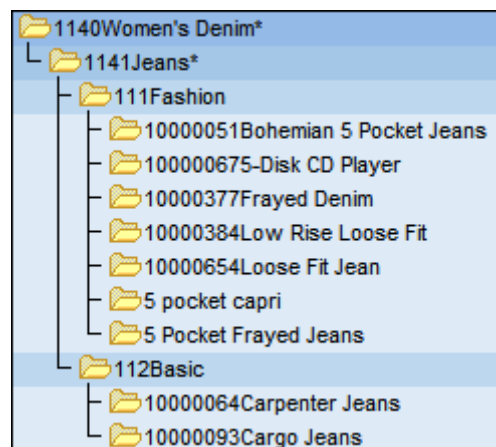 1140Women's Denim*
1141Jeans*
111Fashion
10000051Bohemian 5 Pocket Jeans
100000675-Disk CD Player
10000377Frayed Denim
10000384Low Rise Loose Fit
10000654Loose Fit Jean
5 pocket capri
5 Pocket Frayed Jeans
112Basic
10000064Carpenter Jeans
10000093Cargo Jeans